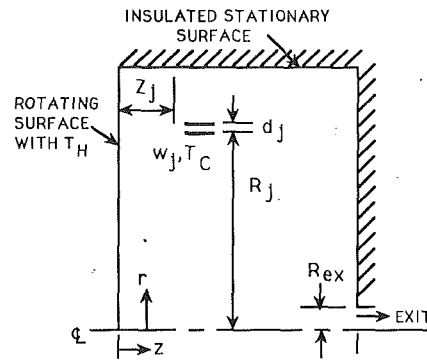 INSULATED STATIONARY
SURFACE
Zj
ROTATING
SURFACE
WITH TH
dj
wj, TC
Rj
Rex
r
EXIT
℄
z